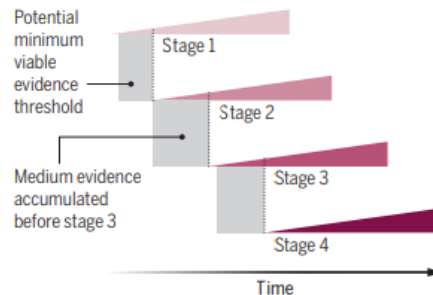 Potential
minimum
viable
evidence
threshold
Stage 1
Stage 2
Medium evidence
accumulated
before stage 3
Stage 3
Stage 4
Time